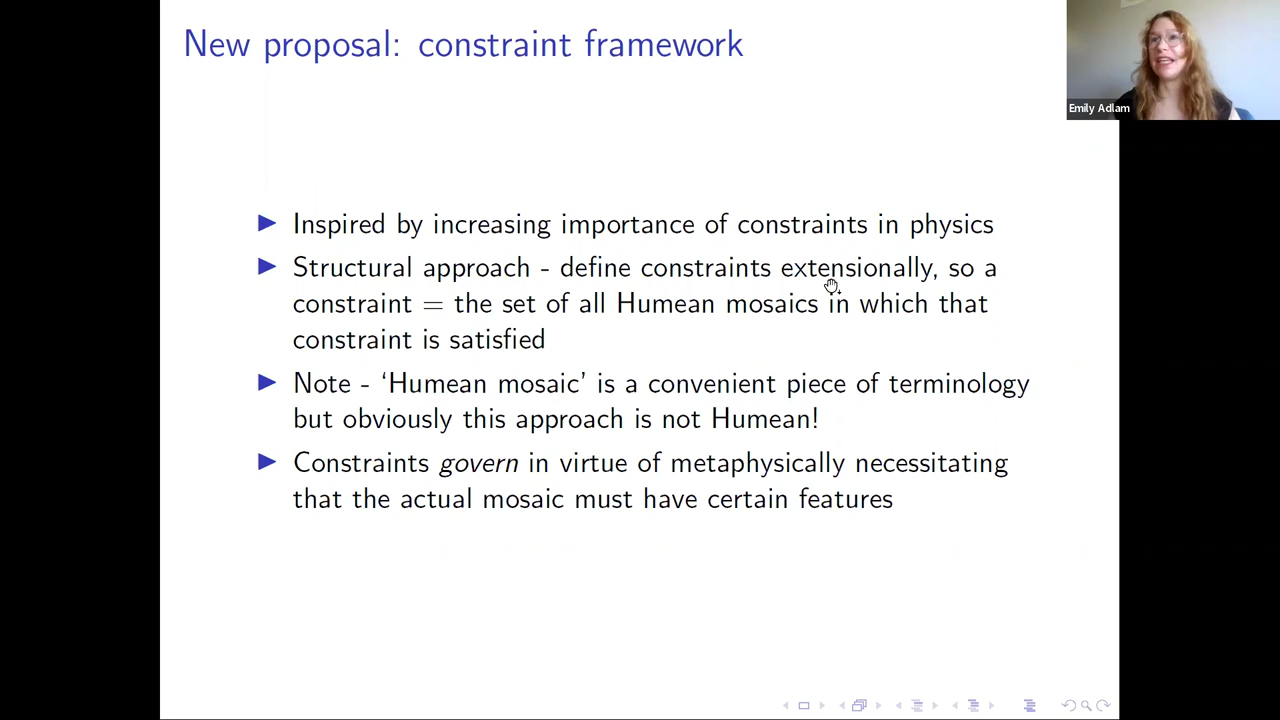 New proposal: constraint framework
Emily Adlam
Inspired by increasing importance of constraints in physics
Structural approach - define constraints extensionally, so a
constraint = the set of all Humean mosaics in which that
constraint is satisfied
Note - ‘Humean mosaic’ is a convenient piece of terminology
but obviously this approach is not Humean!
Constraints govern in virtue of metaphysically necessitating
that the actual mosaic must have certain features